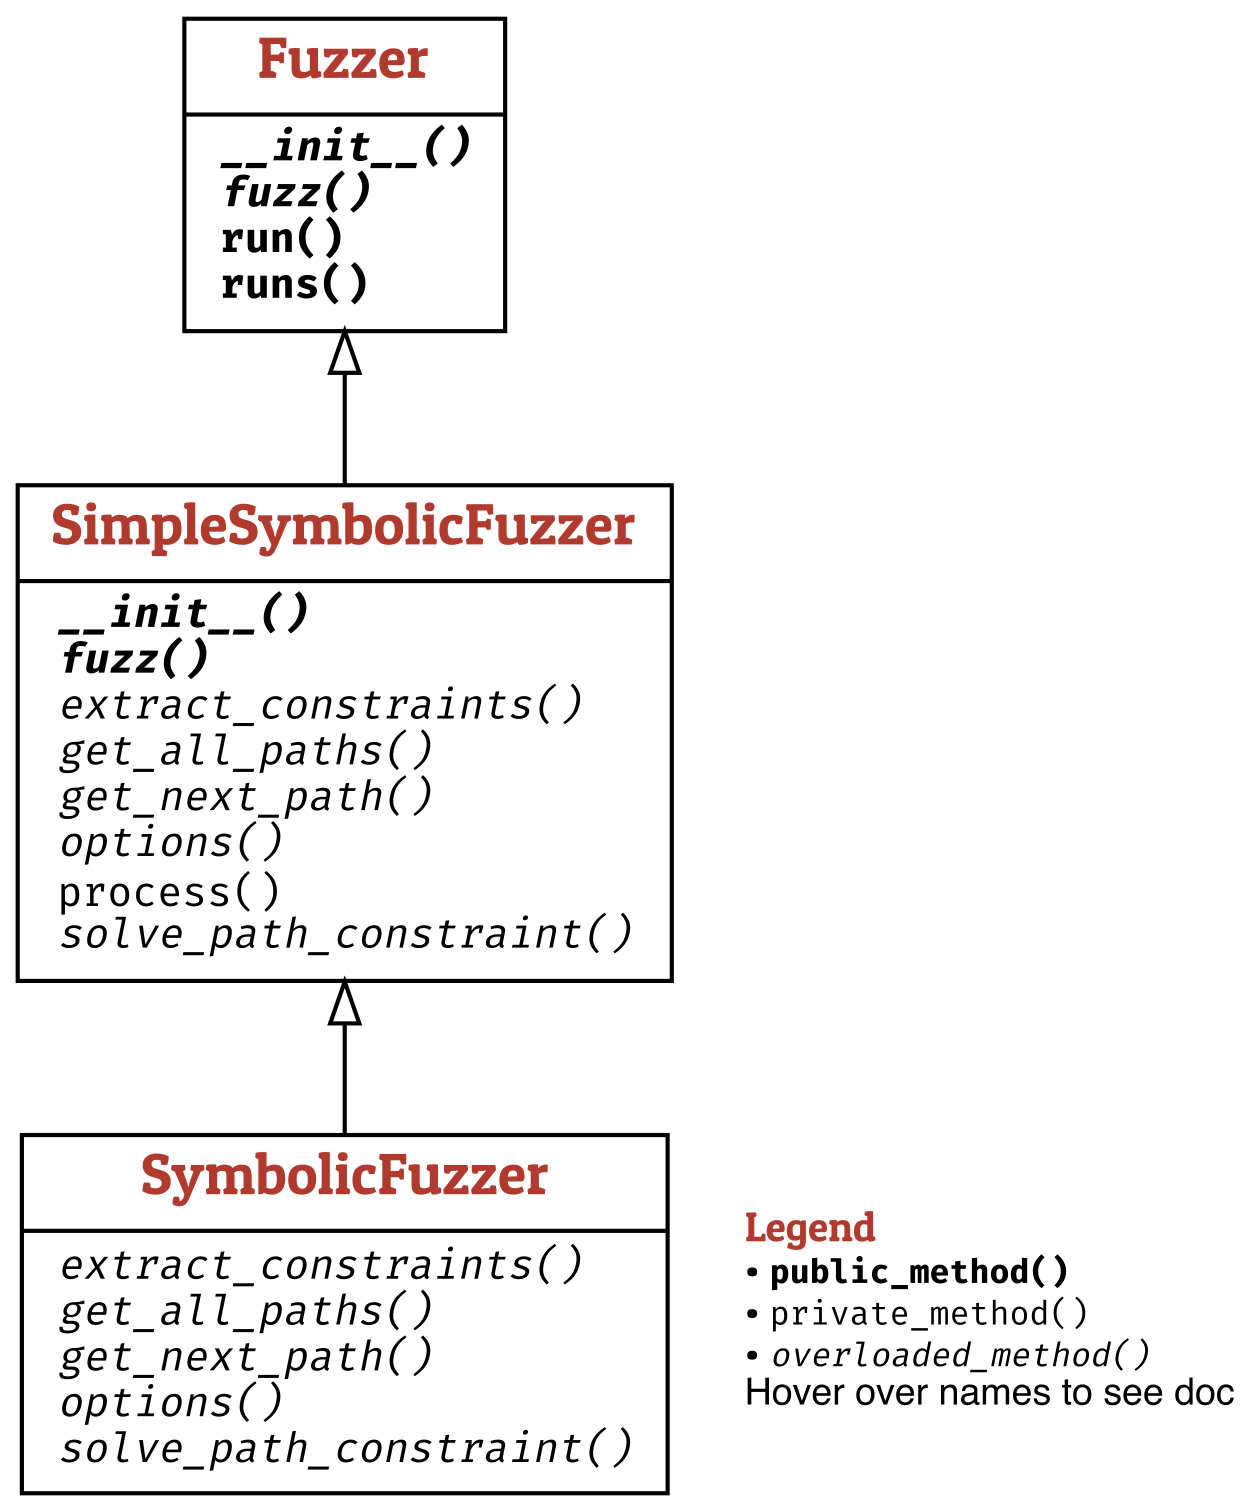 Fuzzer
__init__()
fuzz()
run()
runs()
SimpleSymbolicFuzzer
__init__()
fuzz()
extract_constraints()
get_all_paths()
get_next_path()
options()
process()
solve_path_constraint()
SymbolicFuzzer
extract_constraints()
get_all_paths()
get_next_path()
options()
solve_path_constraint()
Legend
• public_method()
• private_method()
• overloaded_method()
Hover over names to see doc